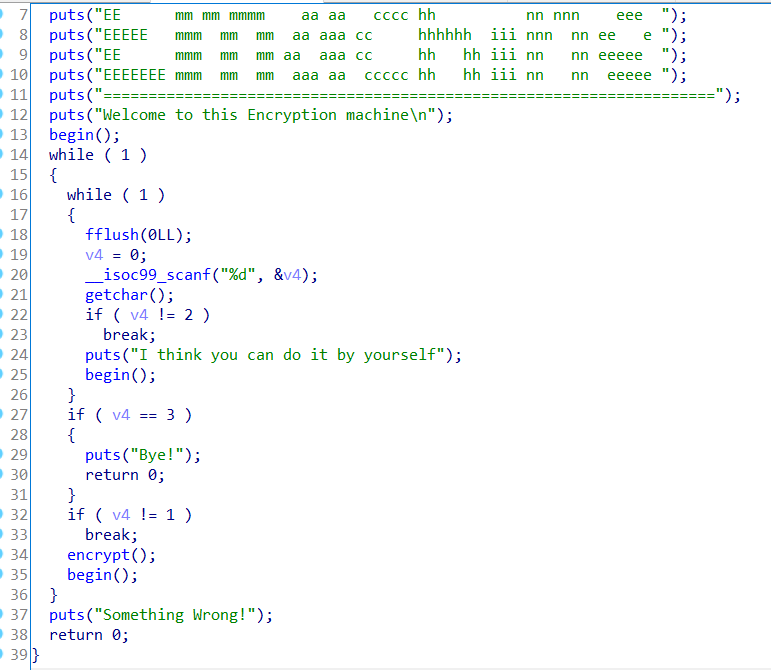 7 puts("EE      mm mm mmmm    aa aa   cccc hh          nn nnn    eee  ");
8 puts("EEEEE   mmm  mm  mm  aa aaa cc     hhhhhh  iii nnn  nn ee   e ");
9 puts("EE      mmm  mm  mm aa  aaa cc     hh   hh iii nn   nn eeeee  ");
10 puts("EEEEEEE mmm  mm  mm  aaa aa  ccccc hh   hh iii nn   nn  eeeee ");
11 puts("====================================================================");
12 puts("Welcome to this Encryption machine\n");
13 begin();
14 while ( 1 )
15 {
16 while ( 1 )
17 {
18 fflush(0LL);
19 v4 = 0;
20 __isoc99_scanf("%d", &v4);
21 getchar();
22 if ( v4 != 2 )
23 break;
24 puts("I think you can do it by yourself");
25 begin();
26 }
27 if ( v4 == 3 )
28 {
29 puts("Bye!");
30 return 0;
31 }
32 if ( v4 != 1 )
33 break;
34 encrypt();
35 begin();
36 }
37 puts("Something Wrong!");
38 return 0;
39 }